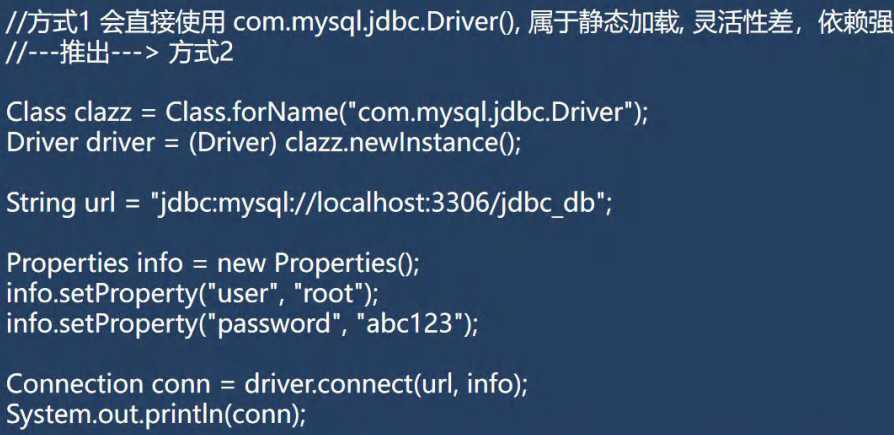 //方式1 会直接使用 com.mysql.jdbc.Driver(), 属于静态加载, 灵活性差，依赖强
//---推出---> 方式2
Class clazz = Class.forName("com.mysql.jdbc.Driver");
Driver driver = (Driver) clazz.newInstance();
String url = "jdbc:mysql://localhost:3306/jdbc_db";
Properties info = new Properties();
info.setProperty("user", "root");
info.setProperty("password", "abc123");
Connection conn = driver.connect(url, info);
System.out.println(conn);